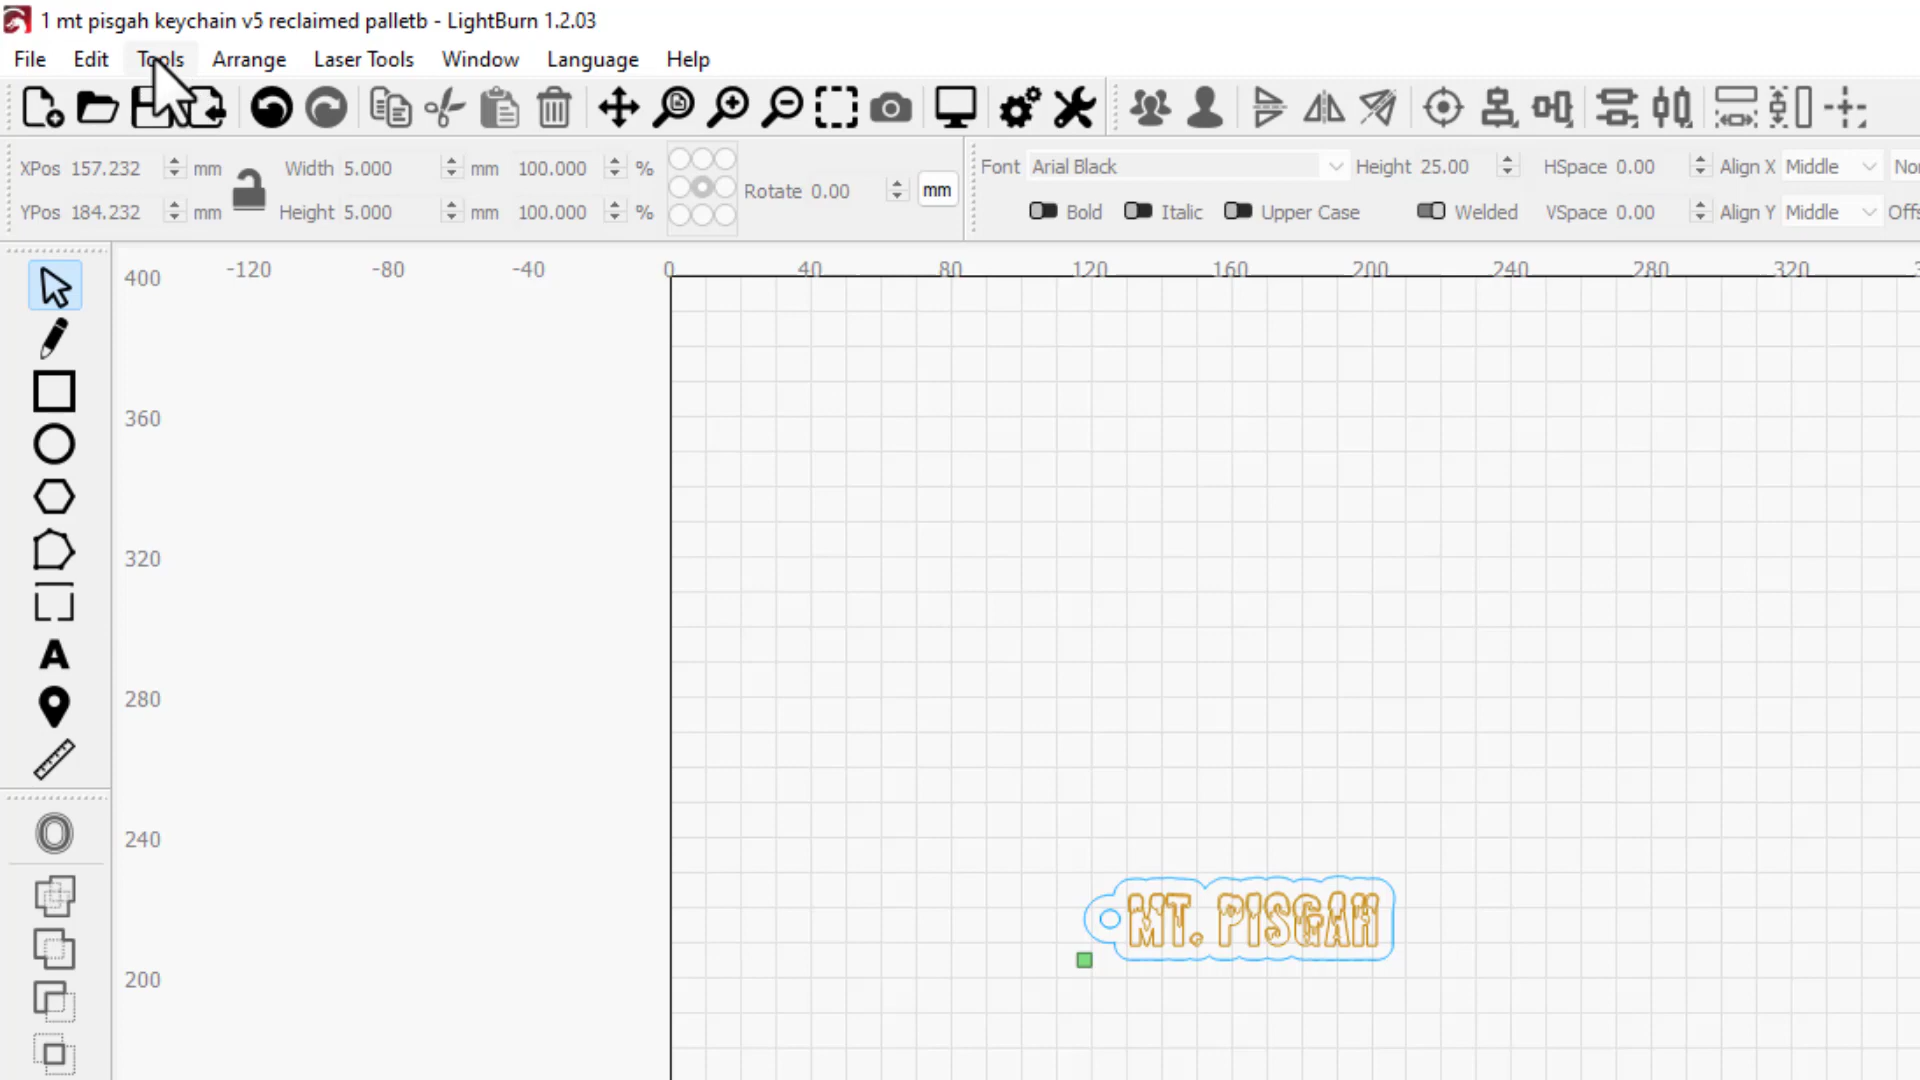 1 mt pisgah keychain v5 reclaimed palletb - LightBurn 1.2.03
File Edit Tools Arrange Laser Tools Window Language Help
XPos 157.232 mm Width 5.000 mm 100.000 % Rotate 0.00 mm Font Arial Black Height 25.00 HSpace 0.00 Align X Middle
YPos 184.232 mm Height 5.000 mm 100.000 % Bold Italic Upper Case Welded VSpace 0.00 Align Y Middle
-120 -80 -40 0 40 80 120 160 200 240 280 320
400
360
320
280
240
200
MT. PISGAH